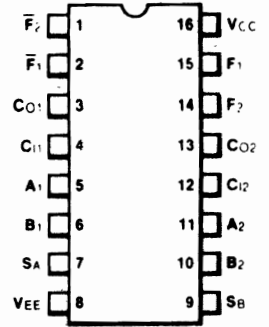 F̅₂ 1 16 VCC
F̅₁ 2 15 F₁
CO1 3 14 F₂
CI1 4 13 CO2
A₁ 5 12 CI2
B₁ 6 11 A₂
SA 7 10 B₂
VEE 8 9 SB